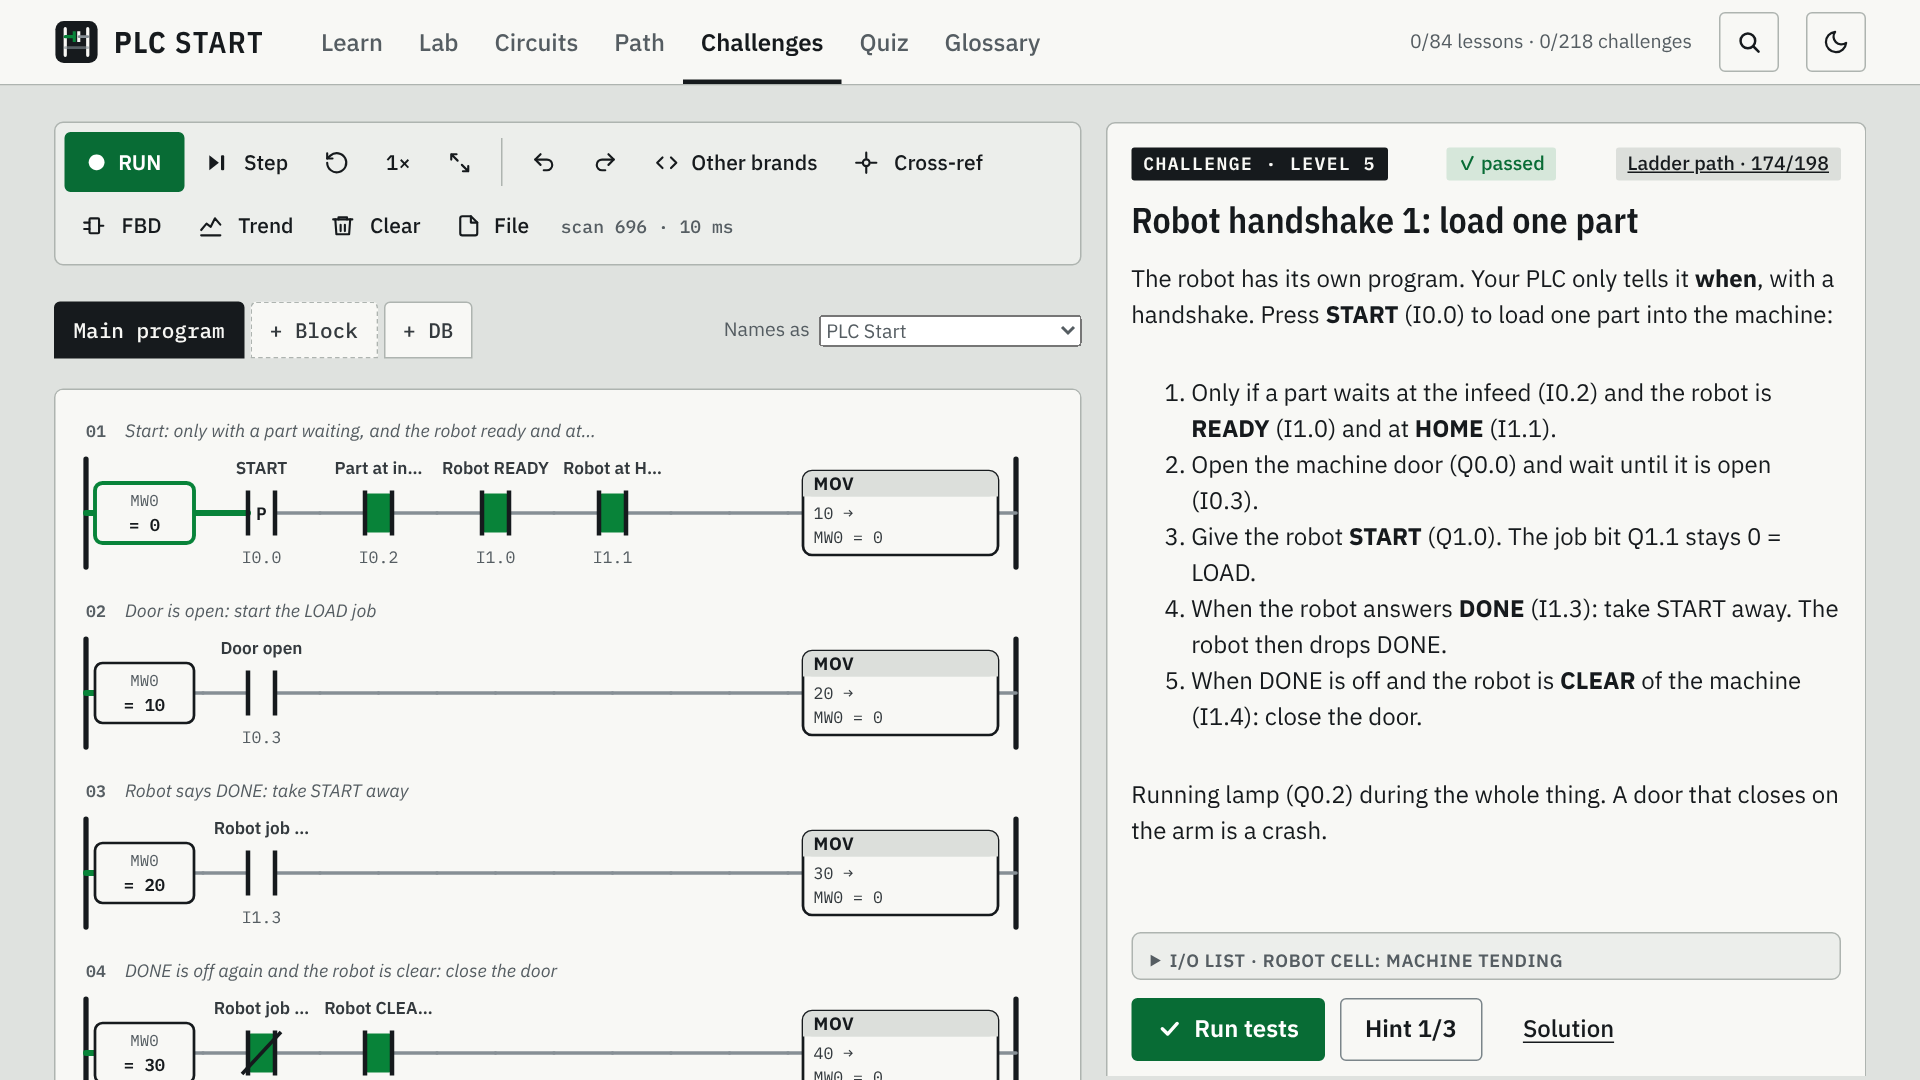 PLC START
Learn Lab Circuits Path Challenges Quiz Glossary
0/84 lessons · 0/218 challenges
RUN Step 1× Other brands Cross-ref
FBD Trend Clear File scan 696 · 10 ms
Main program + Block + DB Names as PLC Start
01 Start: only with a part waiting, and the robot ready and at…
START Part at in… Robot READY Robot at H…
MW0 = 0
P
I0.0 I0.2 I1.0 I1.1
MOV
10 →
MW0 = 0
02 Door is open: start the LOAD job
Door open
MW0 = 10
I0.3
MOV
20 →
MW0 = 0
03 Robot says DONE: take START away
Robot job …
MW0 = 20
I1.3
MOV
30 →
MW0 = 0
04 DONE is off again and the robot is clear: close the door
Robot job … Robot CLEA…
MW0 = 30
MOV
40 →
MW0 = 0
CHALLENGE · LEVEL 5 ✓ passed Ladder path · 174/198
Robot handshake 1: load one part
The robot has its own program. Your PLC only tells it when, with a
handshake. Press START (I0.0) to load one part into the machine:
1. Only if a part waits at the infeed (I0.2) and the robot is
READY (I1.0) and at HOME (I1.1).
2. Open the machine door (Q0.0) and wait until it is open
(I0.3).
3. Give the robot START (Q1.0). The job bit Q1.1 stays 0 =
LOAD.
4. When the robot answers DONE (I1.3): take START away. The
robot then drops DONE.
5. When DONE is off and the robot is CLEAR of the machine
(I1.4): close the door.
Running lamp (Q0.2) during the whole thing. A door that closes on
the arm is a crash.
I/O LIST · ROBOT CELL: MACHINE TENDING
Run tests Hint 1/3 Solution